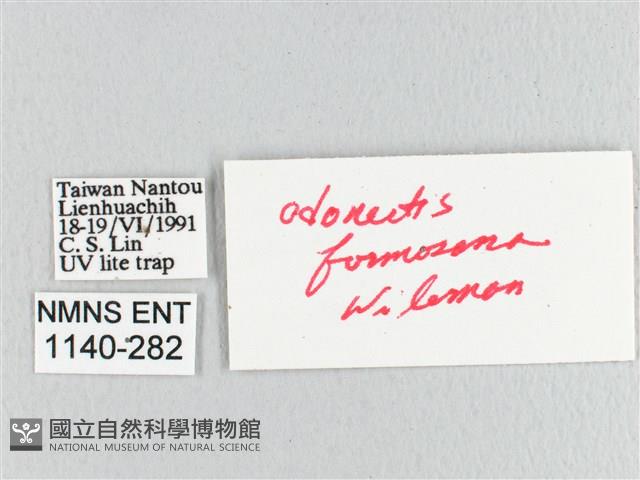 Taiwan Nantou
Lienhuachih
18-19/VI/1991
C. S. Lin
UV lite trap
NMNS ENT
1140-282
formosana
Wileman
國立自然科學博物館
NATIONAL MUSEUM OF NATURAL SCIENCE